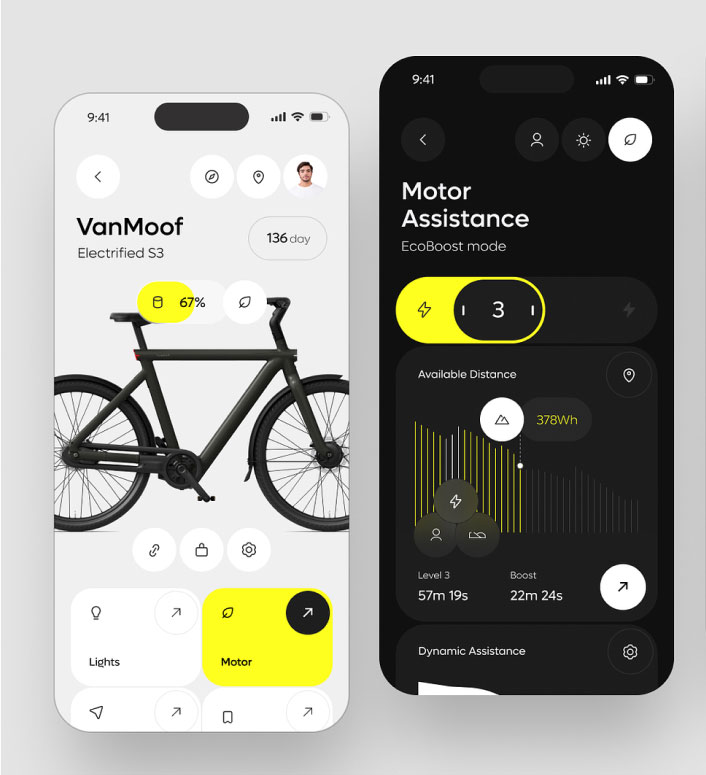 9:41
VanMoof
Electrified S3
136 day
67%
Lights
Motor
9:41
Motor
Assistance
EcoBoost mode
3
Available Distance
378Wh
Level 3
Boost
57m 19s
22m 24s
Dynamic Assistance